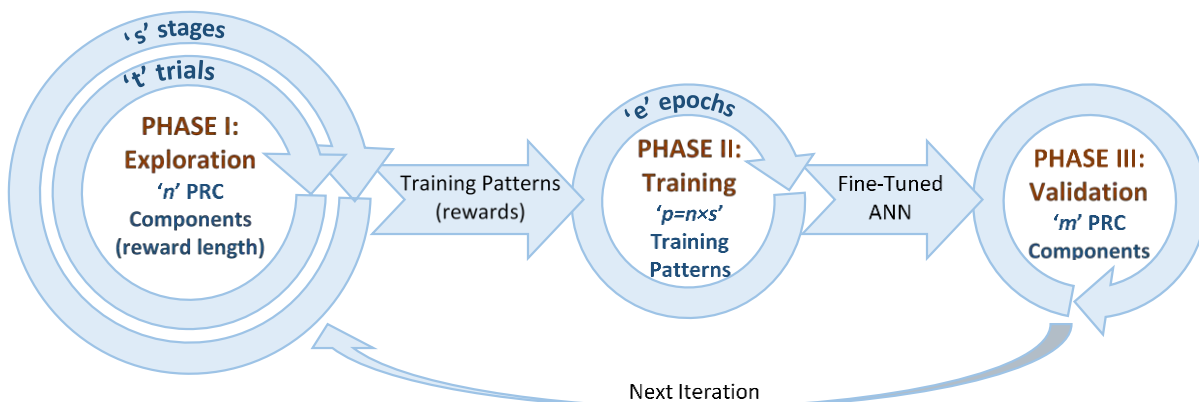 ‘s’ stages
‘t’ trials
PHASE I:
Exploration
‘n’ PRC
Components
(reward length)
Training Patterns
(rewards)
‘e’ epochs
PHASE II:
Training
‘p=n×s’
Training
Patterns
Fine-Tuned
ANN
PHASE III:
Validation
‘m’ PRC
Components
Next Iteration